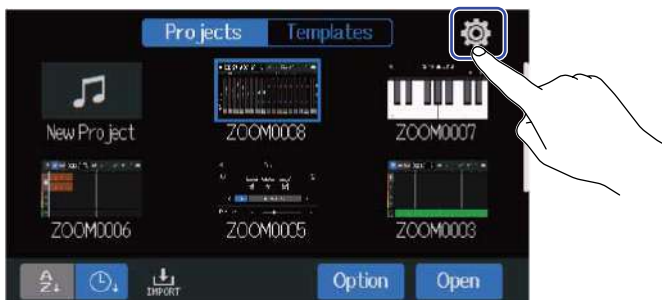 Projects Templates
New Project ZOOM0008 ZOOM0007
ZOOM0006 ZOOM0005 ZOOM0003
A Z IMPORT Option Open